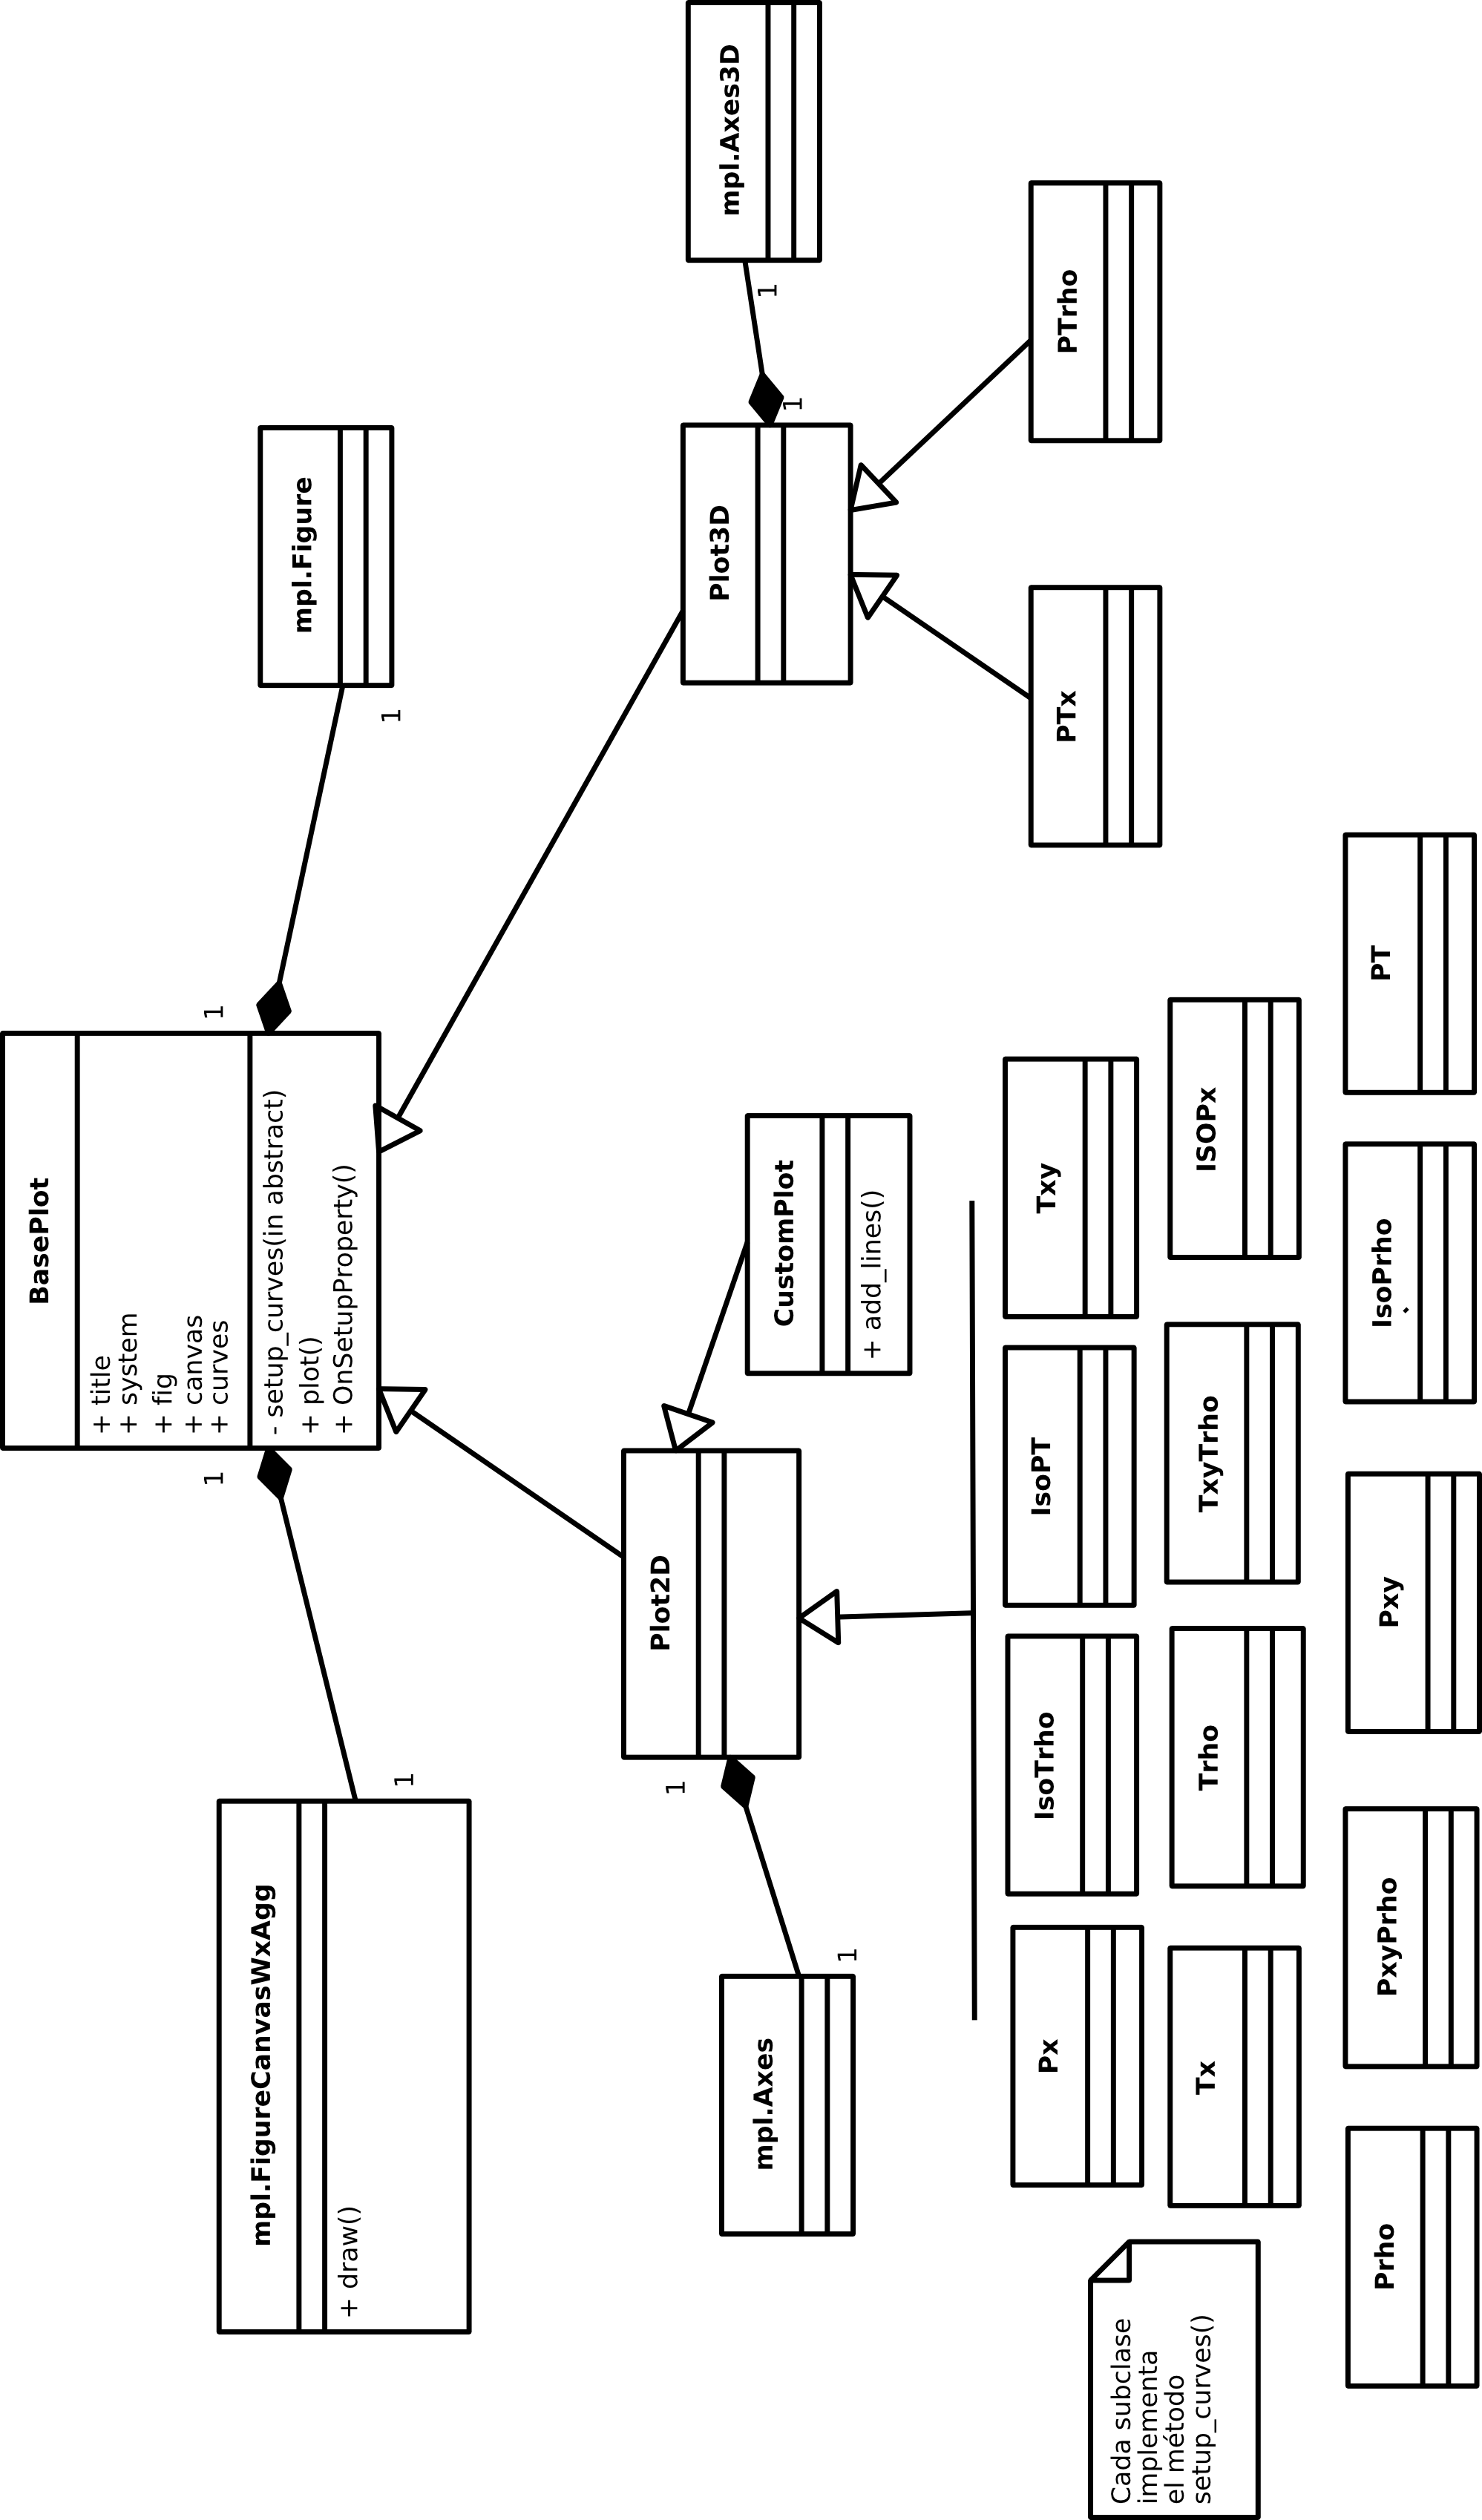 BasePlot
+ title
+ system
+ fig
+ canvas
+ curves
- setup_curves(in abstract)
+ plot()
+ OnSetupProperty()
1
1
mpl.FigureCanvasWxAgg
+ draw()
1
mpl.Figure
1
Plot2D
1
Plot3D
1
mpl.Axes3D
1
mpl.Axes
1
CustomPlot
+ add_lines()
Px
IsoTrho
IsoPT
Txy
PTx
PTrho
Cada subclase
implementa
el método
setup_curves()
Tx
Trho
TxyTrho
ISOPx
Prho
PxyPrho
Pxy
IsoPrho
PT